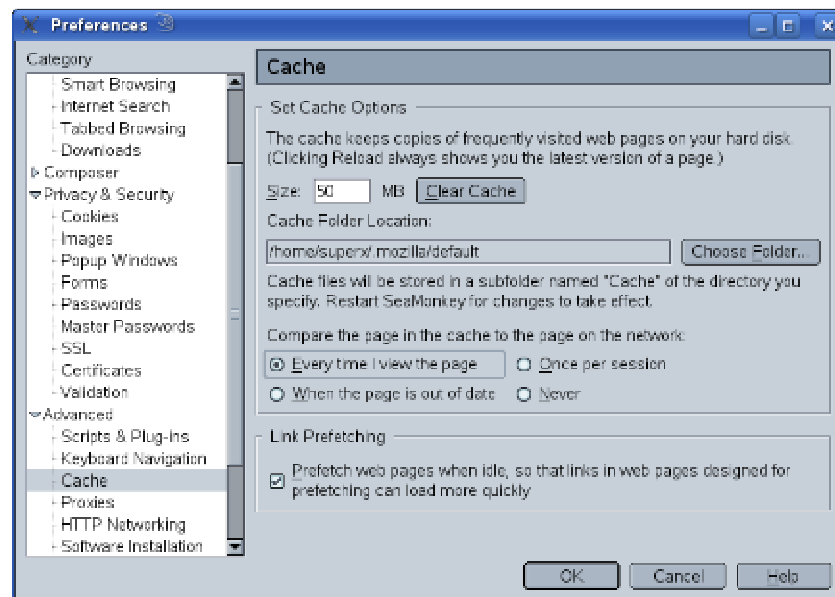 Preferences
Category
Smart Browsing
Internet Search
Tabbed Browsing
Downloads
Composer
Privacy & Security
Cookies
Images
Popup Windows
Forms
Passwords
Master Passwords
SSL
Certificates
Validation
Advanced
Scripts & Plug-ins
Keyboard Navigation
Cache
Proxies
HTTP Networking
Software Installation
Cache
Set Cache Options
The cache keeps copies of frequently visited web pages on your hard disk.
(Clicking Reload always shows you the latest version of a page.)
Size: 50 MB Clear Cache
Cache Folder Location:
/home/superx/.mozilla/default Choose Folder...
Cache files will be stored in a subfolder named "Cache" of the directory you
specify. Restart SeaMonkey for changes to take effect.
Compare the page in the cache to the page on the network:
Every time I view the page Once per session
When the page is out of date Never
Link Prefetching
Prefetch web pages when idle, so that links in web pages designed for
prefetching can load more quickly
OK Cancel Help